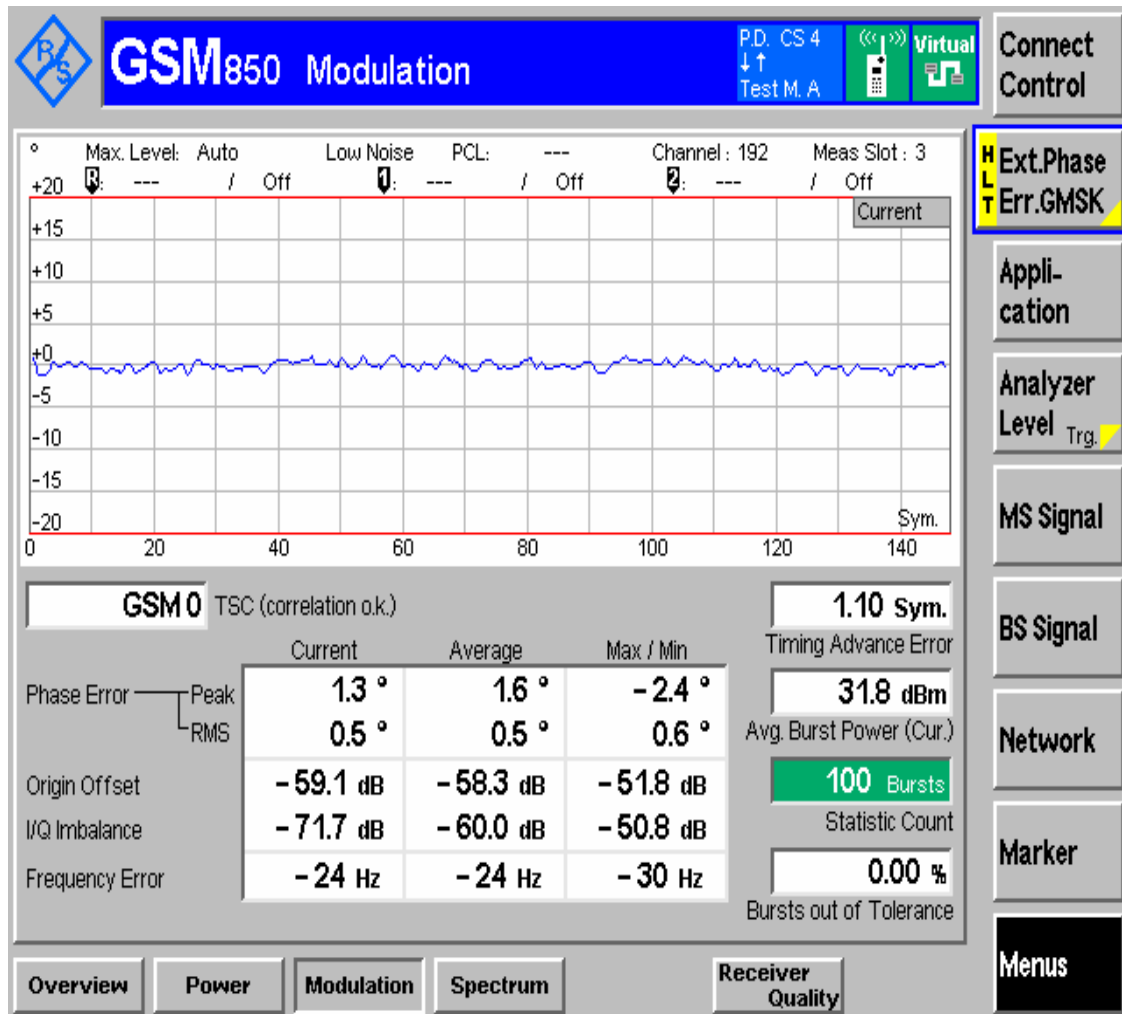 R/S
GSM850 Modulation
P.D. CS 4
Test M. A
Virtual
Connect Control
° Max. Level: Auto Low Noise PCL: --- Channel : 192 Meas Slot : 3
R: --- / Off 1: --- / Off 2: --- / Off
+20
Current
+15
+10
+5
+0
-5
-10
-15
-20
Sym.
0 20 40 60 80 100 120 140
HLT
Ext.Phase Err.GMSK
Appli-
cation
Analyzer
Level Trg.
MS Signal
BS Signal
Network
Marker
Menus
GSM 0 TSC (correlation o.k.)
1.10 Sym.
Timing Advance Error
Current Average Max / Min
Phase Error Peak 1.3 ° 1.6 ° -2.4 °
RMS 0.5 ° 0.5 ° 0.6 °
31.8 dBm
Avg. Burst Power (Cur.)
Origin Offset -59.1 dB -58.3 dB -51.8 dB
I/Q Imbalance -71.7 dB -60.0 dB -50.8 dB
100 Bursts
Statistic Count
Frequency Error -24 Hz -24 Hz -30 Hz
0.00 %
Bursts out of Tolerance
Overview Power Modulation Spectrum Receiver
Quality